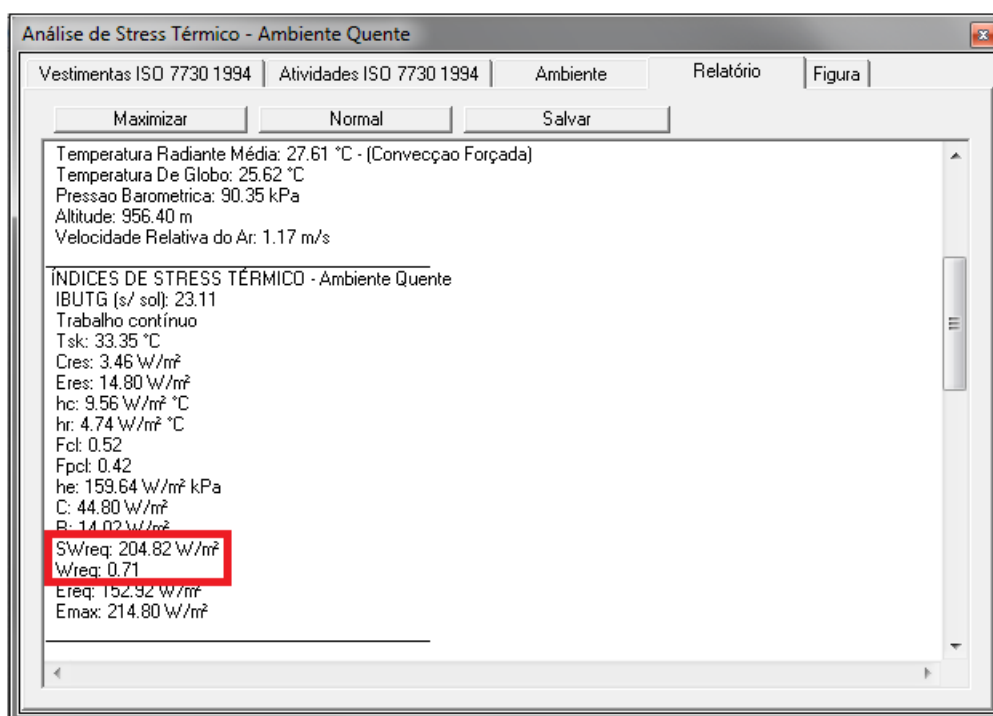 Análise de Stress Térmico - Ambiente Quente
Vestimentas ISO 7730 1994 Atividades ISO 7730 1994 Ambiente Relatório Figura
Maximizar Normal Salvar
Temperatura Radiante Média: 27.61 °C - (Convecçao Forçada)
Temperatura De Globo: 25.62 °C
Pressao Barometrica: 90.35 kPa
Altitude: 956.40 m
Velocidade Relativa do Ar: 1.17 m/s
ÍNDICES DE STRESS TÉRMICO - Ambiente Quente
IBUTG (s/ sol): 23.11
Trabalho contínuo
Tsk: 33.35 °C
Cres: 3.46 W/m²
Eres: 14.80 W/m²
hc: 9.56 W/m² °C
hr: 4.74 W/m² °C
Fcl: 0.52
Fpcl: 0.42
he: 159.64 W/m² kPa
C: 44.80 W/m²
R: 14.02 W/m²
SWreq: 204.82 W/m²
Wreq: 0.71
Ereq: 152.92 W/m²
Emax: 214.80 W/m²